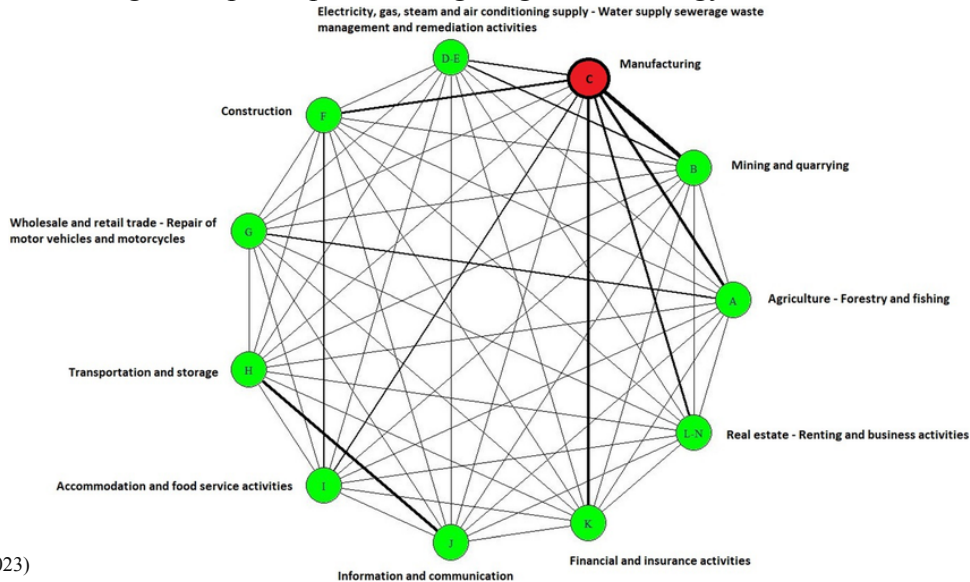 Electricity, gas, steam and air conditioning supply - Water supply sewerage waste
management and remediation activities
D-E
C
Manufacturing
Construction
F
B
Mining and quarrying
Wholesale and retail trade - Repair of
motor vehicles and motorcycles
G
A
Agriculture - Forestry and fishing
Transportation and storage
H
L-N
Real estate - Renting and business activities
Accommodation and food service activities
I
K
J
Financial and insurance activities
023)
Information and communication